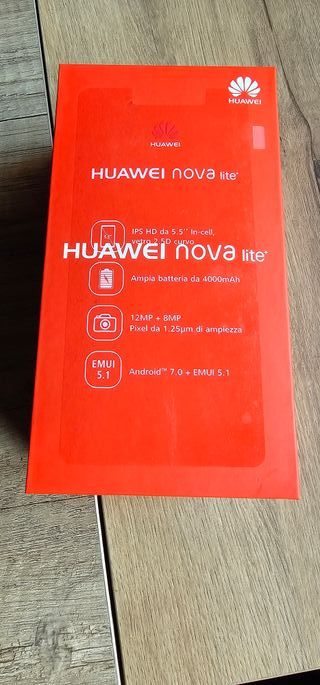 HUAWEI
HUAWEI
HUAWEI nova lite+
IPS HD da 5.5'' In-cell,
vetro 2.5D curvo
HUAWEI nova lite+
Ampia batteria da 4000mAh
12MP + 8MP
Pixel da 1.25µm di ampiezza
EMUI
5.1
Android™ 7.0 + EMUI 5.1